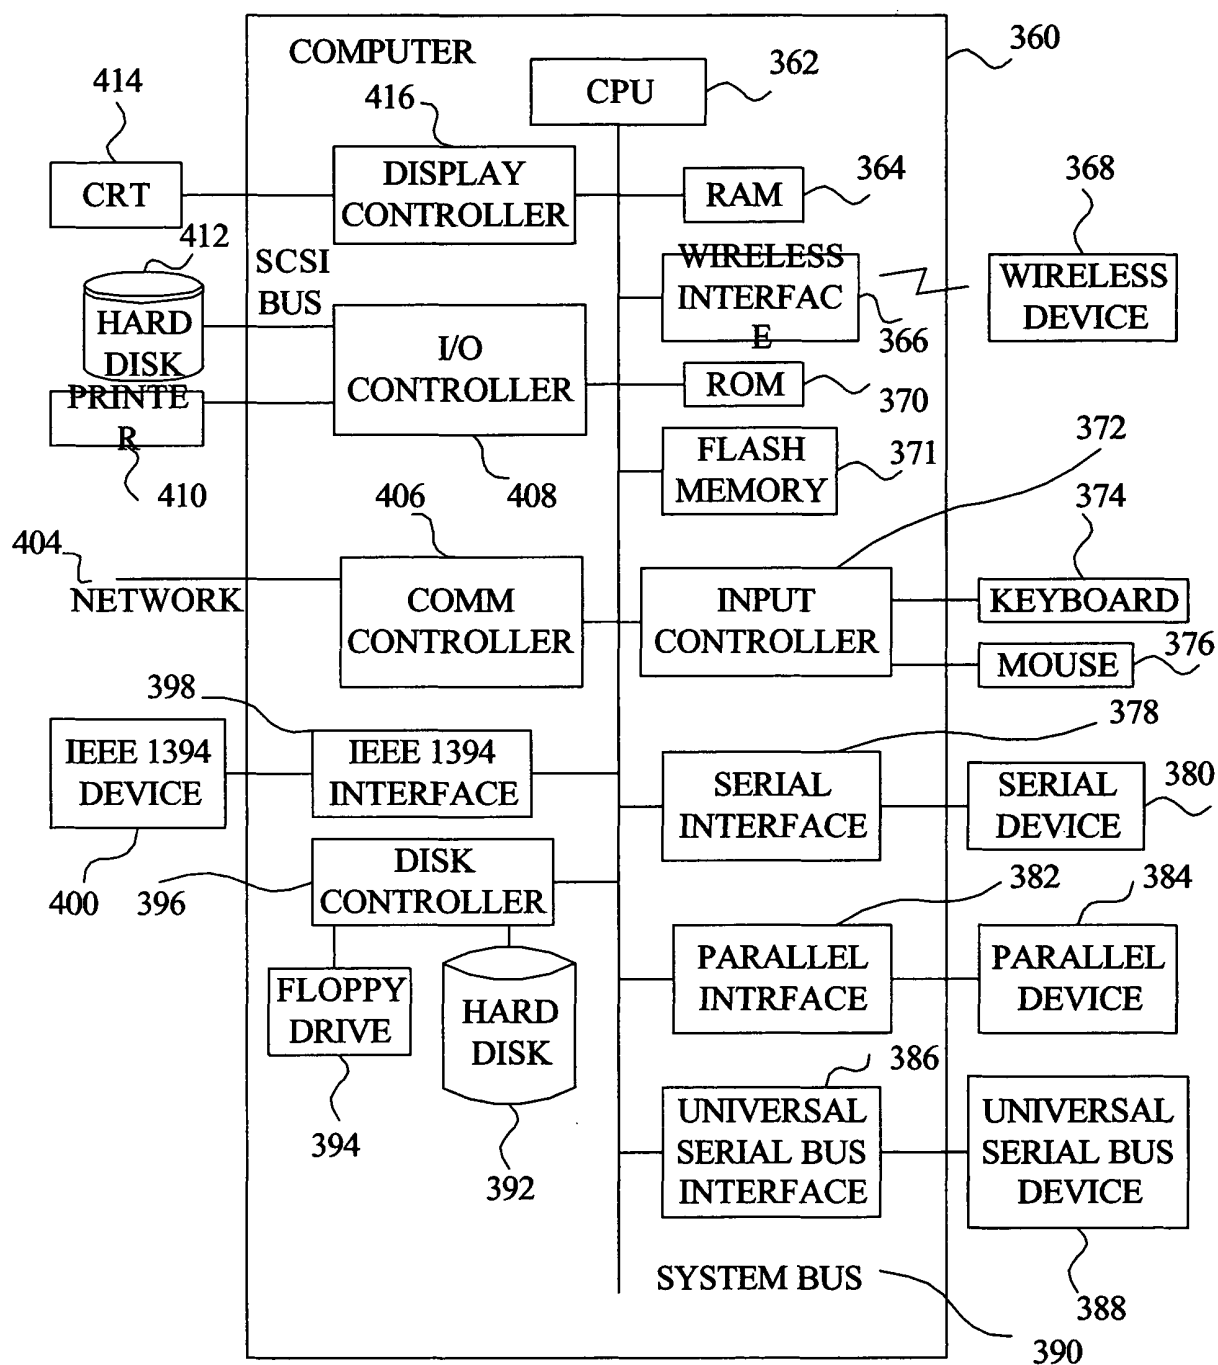 COMPUTER
360
CPU
362
414
416
CRT
DISPLAY
CONTROLLER
RAM
364
368
412
SCSI
BUS
HARD
DISK
WIRELESS
INTERFAC
E
366
WIRELESS
DEVICE
I/O
CONTROLLER
ROM
370
PRINTE
R
410
408
FLASH
MEMORY
371
372
374
406
404
NETWORK
COMM
CONTROLLER
INPUT
CONTROLLER
KEYBOARD
MOUSE
376
398
378
IEEE 1394
DEVICE
IEEE 1394
INTERFACE
SERIAL
INTERFACE
SERIAL
DEVICE
380
400
396
DISK
CONTROLLER
382
384
FLOPPY
DRIVE
HARD
DISK
PARALLEL
INTRFACE
PARALLEL
DEVICE
394
392
386
UNIVERSAL
SERIAL BUS
INTERFACE
UNIVERSAL
SERIAL BUS
DEVICE
SYSTEM BUS
388
390